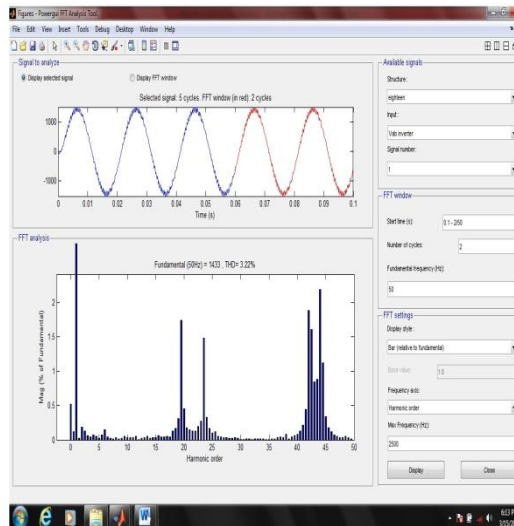 Figures - Powergui FFT Analysis Tool.
File Edit View Insert Tools Debug Desktop Window Help
Signal to analyze
Display selected signal
Display FFT window
Selected signal: 5 cycles. FFT window (in red): 2 cycles
1000
0
-1000
0 0.01 0.02 0.03 0.04 0.05 0.06 0.07 0.08 0.09 0.1
Time (s)
FFT analysis
Fundamental (50Hz) = 1433 , THD= 3.22%
Mag (% of Fundamental)
2
1.5
1
0.5
0
0 5 10 15 20 25 30 35 40 45 50
Harmonic order
Available signals
Structure :
eighteen
Input :
Vab inverter
Signal number:
1
FFT window
Start time (s):
0.1 - 2/50
Number of cycles:
2
Fundamental frequency (Hz):
50
FFT settings
Display style :
Bar (relative to fundamental)
Base value:
1.0
Frequency axis:
Harmonic order
Max Frequency (Hz):
2500
Display
Close